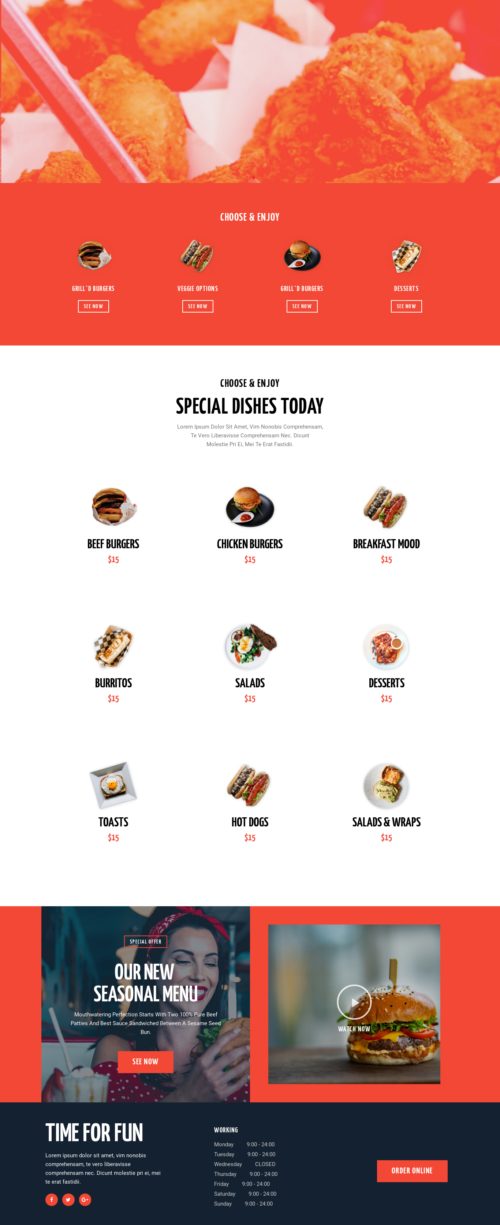 CHOOSE & ENJOY
GRILL'D BURGERS
VEGGIE OPTIONS
GRILL'D BURGERS
DESSERTS
SEE NOW
SEE NOW
SEE NOW
SEE NOW
CHOOSE & ENJOY
SPECIAL DISHES TODAY
Lorem Ipsum Dolor Sit Amet, Vim Nonobis Comprehensam,
Te Vero Liberavisse Comprehensam Nec. Dicunt
Molestie Pri Ei, Mei Te Erat Fastidii.
BEEF BURGERS
$15
CHICKEN BURGERS
$15
BREAKFAST MOOD
$15
BURRITOS
$15
SALADS
$15
DESSERTS
$15
TOASTS
$15
HOT DOGS
$15
SALADS & WRAPS
$15
SPECIAL OFFER
OUR NEW
SEASONAL MENU
Mouthwatering Perfection Starts With Two 100% Pure Beef
Patties And Best Sauce Sandwiched Between A Sesame Seed
Bun.
SEE NOW
WATCH NOW
TIME FOR FUN
Lorem ipsum dolor sit amet, vim nonobis
comprehensam, te vero liberavisse
comprehensam nec. Dicunt molestie pri ei, mei
te erat fastidii.
WORKING
Monday 9:00 - 24:00
Tuesday 9:00 - 24:00
Wednesday CLOSED
Thursday 9:00 - 24:00
Friday 9:00 - 24:00
Saturday 9:00 - 24:00
Sunday 9:00 - 24:00
ORDER ONLINE